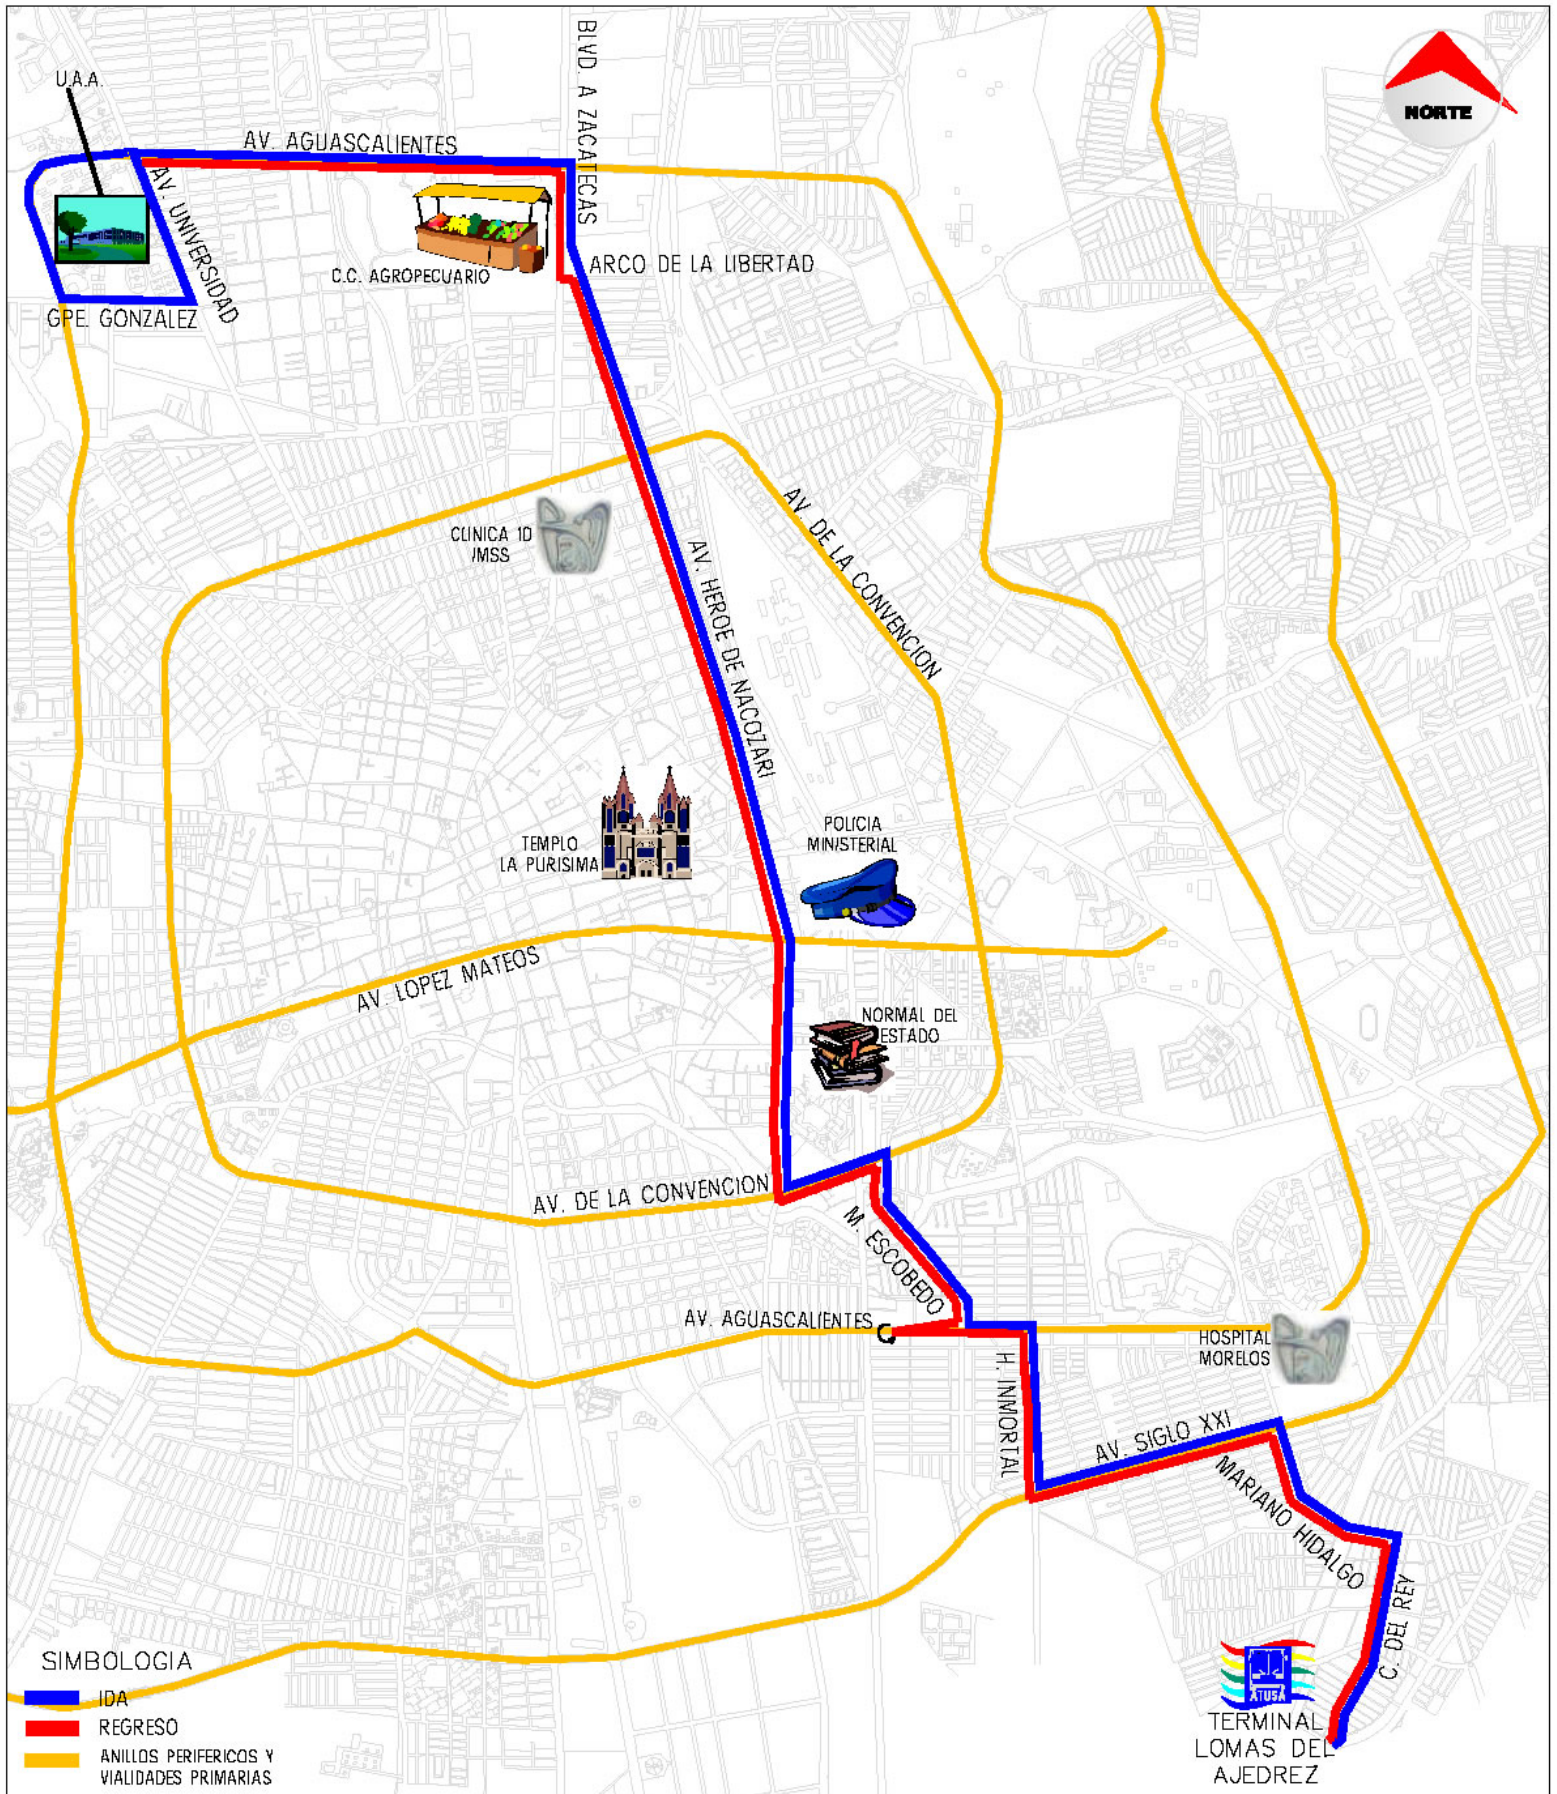 BLVD. A ZACATECAS
NORTE
U.A.A.
AV. AGUASCALIENTES
AV. UNIVERSIDAD
ARCO DE LA LIBERTAD
C.C. AGROPECUARIO
GPE. GONZALEZ
AV. DE LA CONVENCION
CLINICA 10
IMSS
AV. HEROE DE NACOZARI
POLICIA
MINISTERIAL
TEMPLO
LA PURISIMA
AV. LOPEZ MATEOS
NORMAL DEL
ESTADO
AV. DE LA CONVENCION
M. ESCOBEDO
AV. AGUASCALIENTES
HOSPITAL
MORELOS
H. INMORTAL
AV. SIGLO XXI
MARIANO HIDALGO
C. DEL REY
ATUSA
TERMINAL
LOMAS DEL
AJEDREZ
SIMBOLOGIA
IDA
REGRESO
ANILLOS PERIFERICOS Y
VIALIDADES PRIMARIAS